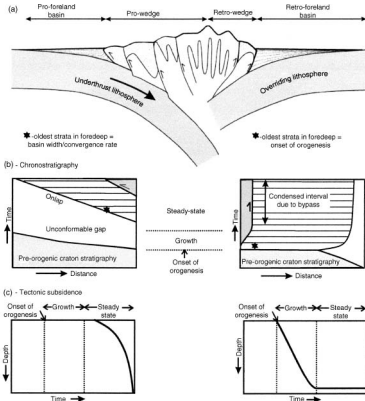 (a)
Pro-foreland
basin
Pro-wedge
Retro-wedge
Retro-foreland
basin
Underthrust lithosphere
Overriding lithosphere
-oldest strata in foredeep =
basin width/convergence rate
-oldest strata in foredeep =
onset of orogenesis
(b) - Chronostratigraphy
Time
Onlap
Unconformable gap
Pre-orogenic craton stratigraphy
Distance
Steady-state
Growth
Onset of
orogenesis
Time
Condensed interval
due to bypass
Pre-orogenic craton stratigraphy
Distance
(c) - Tectonic subsidence
Onset of
orogenesis
Growth
Steady
state
Depth
Time
Onset of
orogenesis
Growth
Steady
state
Depth
Time